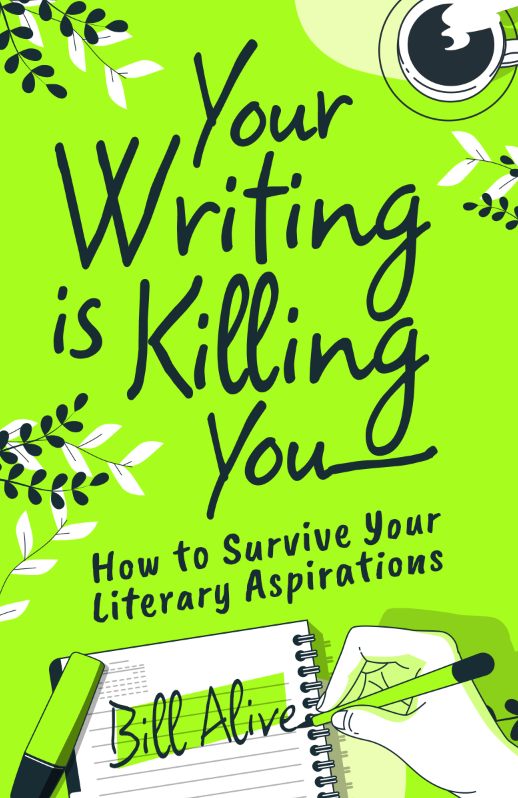 Your
Writing
is Killing
You
How to Survive Your
Literary Aspirations
Bill Alive